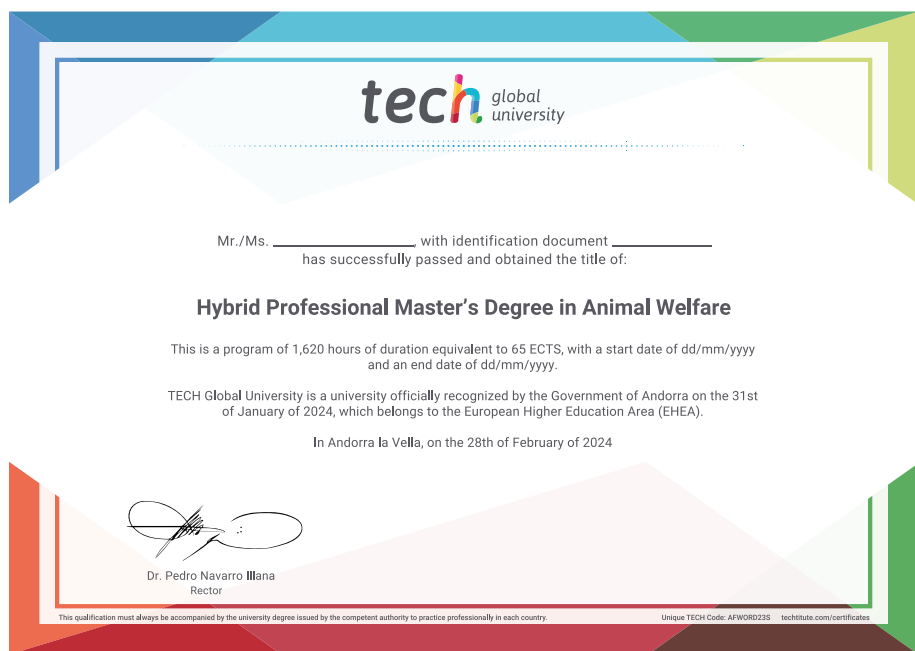 tech global
university
Mr./Ms. ____________________, with identification document ______________
has successfully passed and obtained the title of:
Hybrid Professional Master's Degree in Animal Welfare
This is a program of 1,620 hours of duration equivalent to 65 ECTS, with a start date of dd/mm/yyyy
and an end date of dd/mm/yyyy.
TECH Global University is a university officially recognized by the Government of Andorra on the 31st
of January of 2024, which belongs to the European Higher Education Area (EHEA).
In Andorra la Vella, on the 28th of February of 2024
Dr. Pedro Navarro Illana
Rector
This qualification must always be accompanied by the university degree issued by the competent authority to practice professionally in each country.
Unique TECH Code: AFWORD23S techtitute.com/certificates